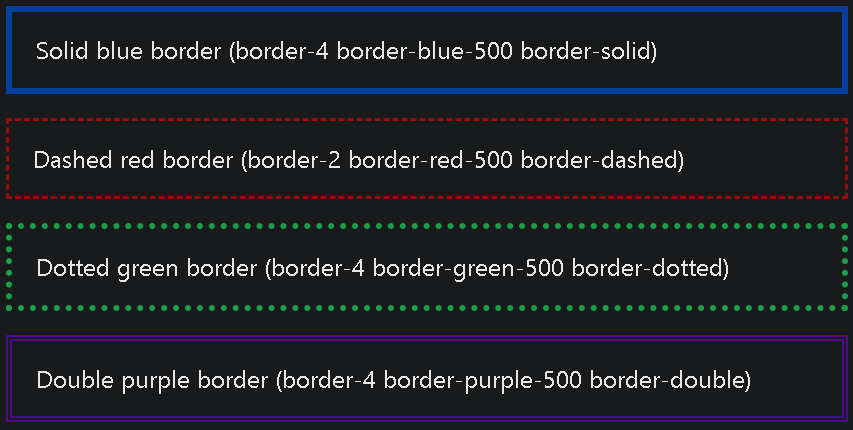 Solid blue border (border-4 border-blue-500 border-solid)
Dashed red border (border-2 border-red-500 border-dashed)
Dotted green border (border-4 border-green-500 border-dotted)
Double purple border (border-4 border-purple-500 border-double)